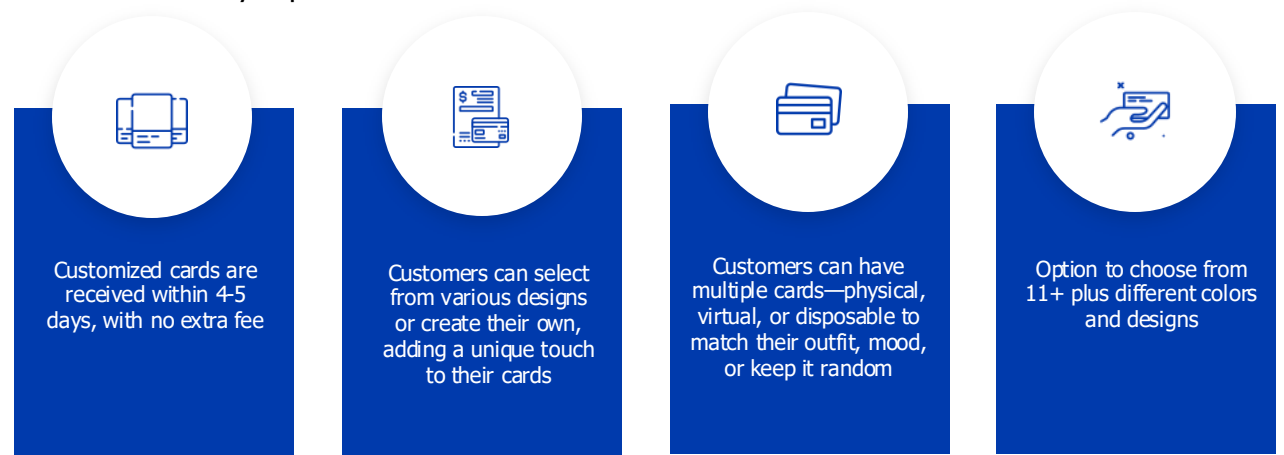 Customized cards are
received within 4-5
days, with no extra fee
Customers can select
from various designs
or create their own,
adding a unique touch
to their cards
Customers can have
multiple cards—physical,
virtual, or disposable to
match their outfit, mood,
or keep it random
Option to choose from
11+ plus different colors
and designs